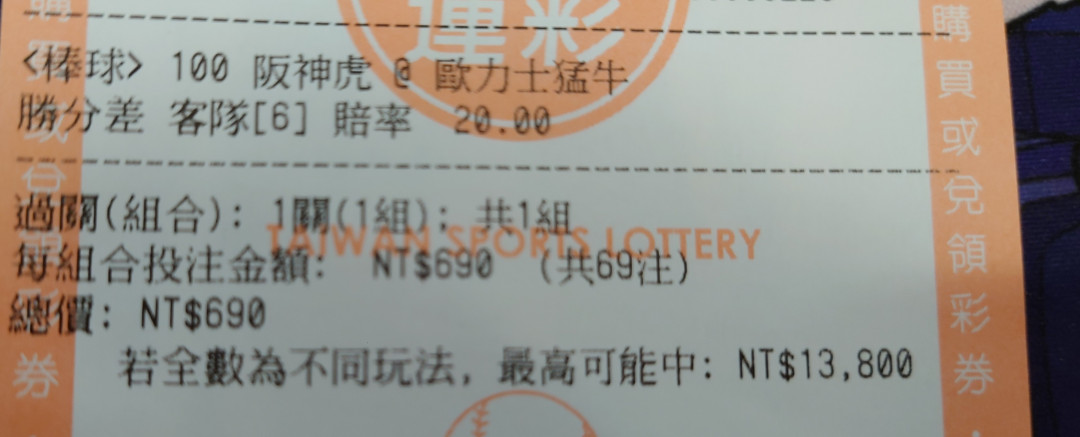 運彩
<棒球> 100 阪神虎 @ 歐力士猛牛
勝分差 客隊[6] 賠率 20.00
過關(組合): 1關(1組); 共1組
TAIWAN SPORTS LOTTERY
每組合投注金額: NT$690 (共69注)
總價: NT$690
若全數為不同玩法, 最高可能中: NT$13,800
購買或兌領彩券